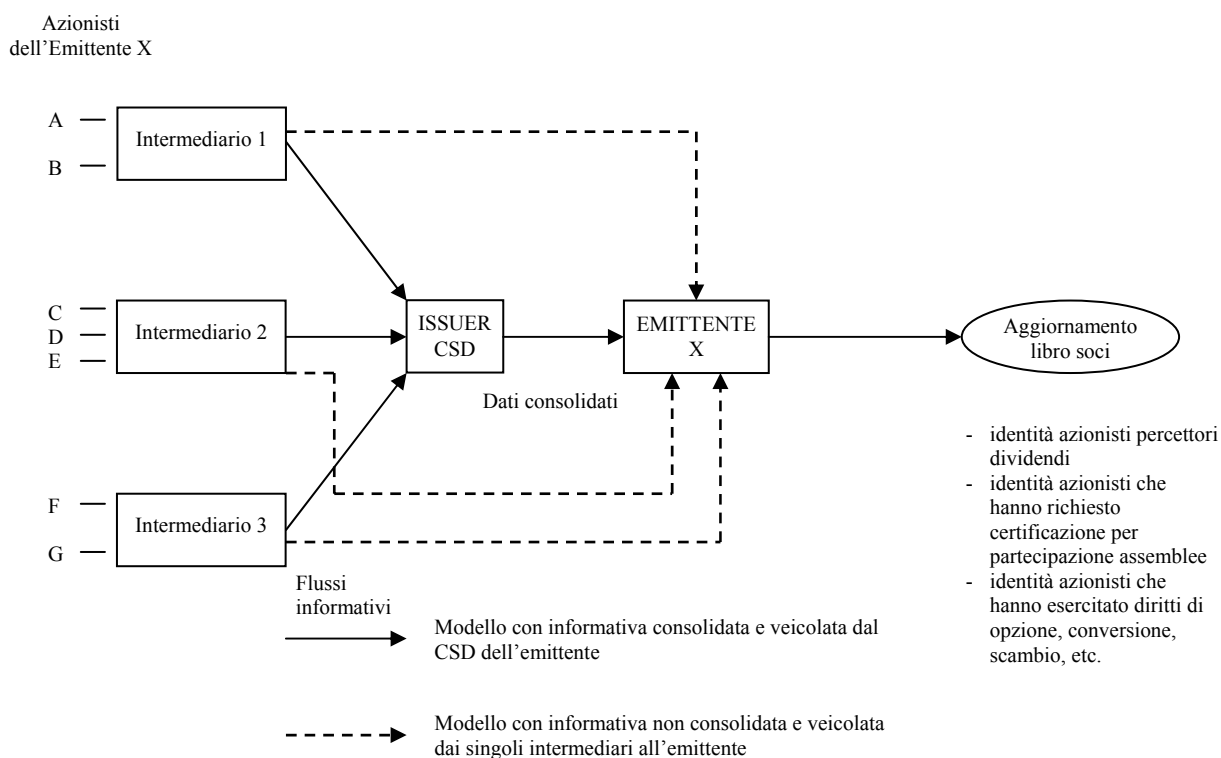 Azionisti
dell’Emittente X
A
B
Intermediario 1
C
D
E
Intermediario 2
ISSUER
CSD
EMITTENTE
X
Aggiornamento
libro soci
Dati consolidati
F
G
Intermediario 3
- identità azionisti percettori
dividendi
- identità azionisti che
hanno richiesto
certificazione per
partecipazione assemblee
- identità azionisti che
hanno esercitato diritti di
opzione, conversione,
scambio, etc.
Flussi
informativi
Modello con informativa consolidata e veicolata dal
CSD dell’emittente
Modello con informativa non consolidata e veicolata
dai singoli intermediari all’emittente